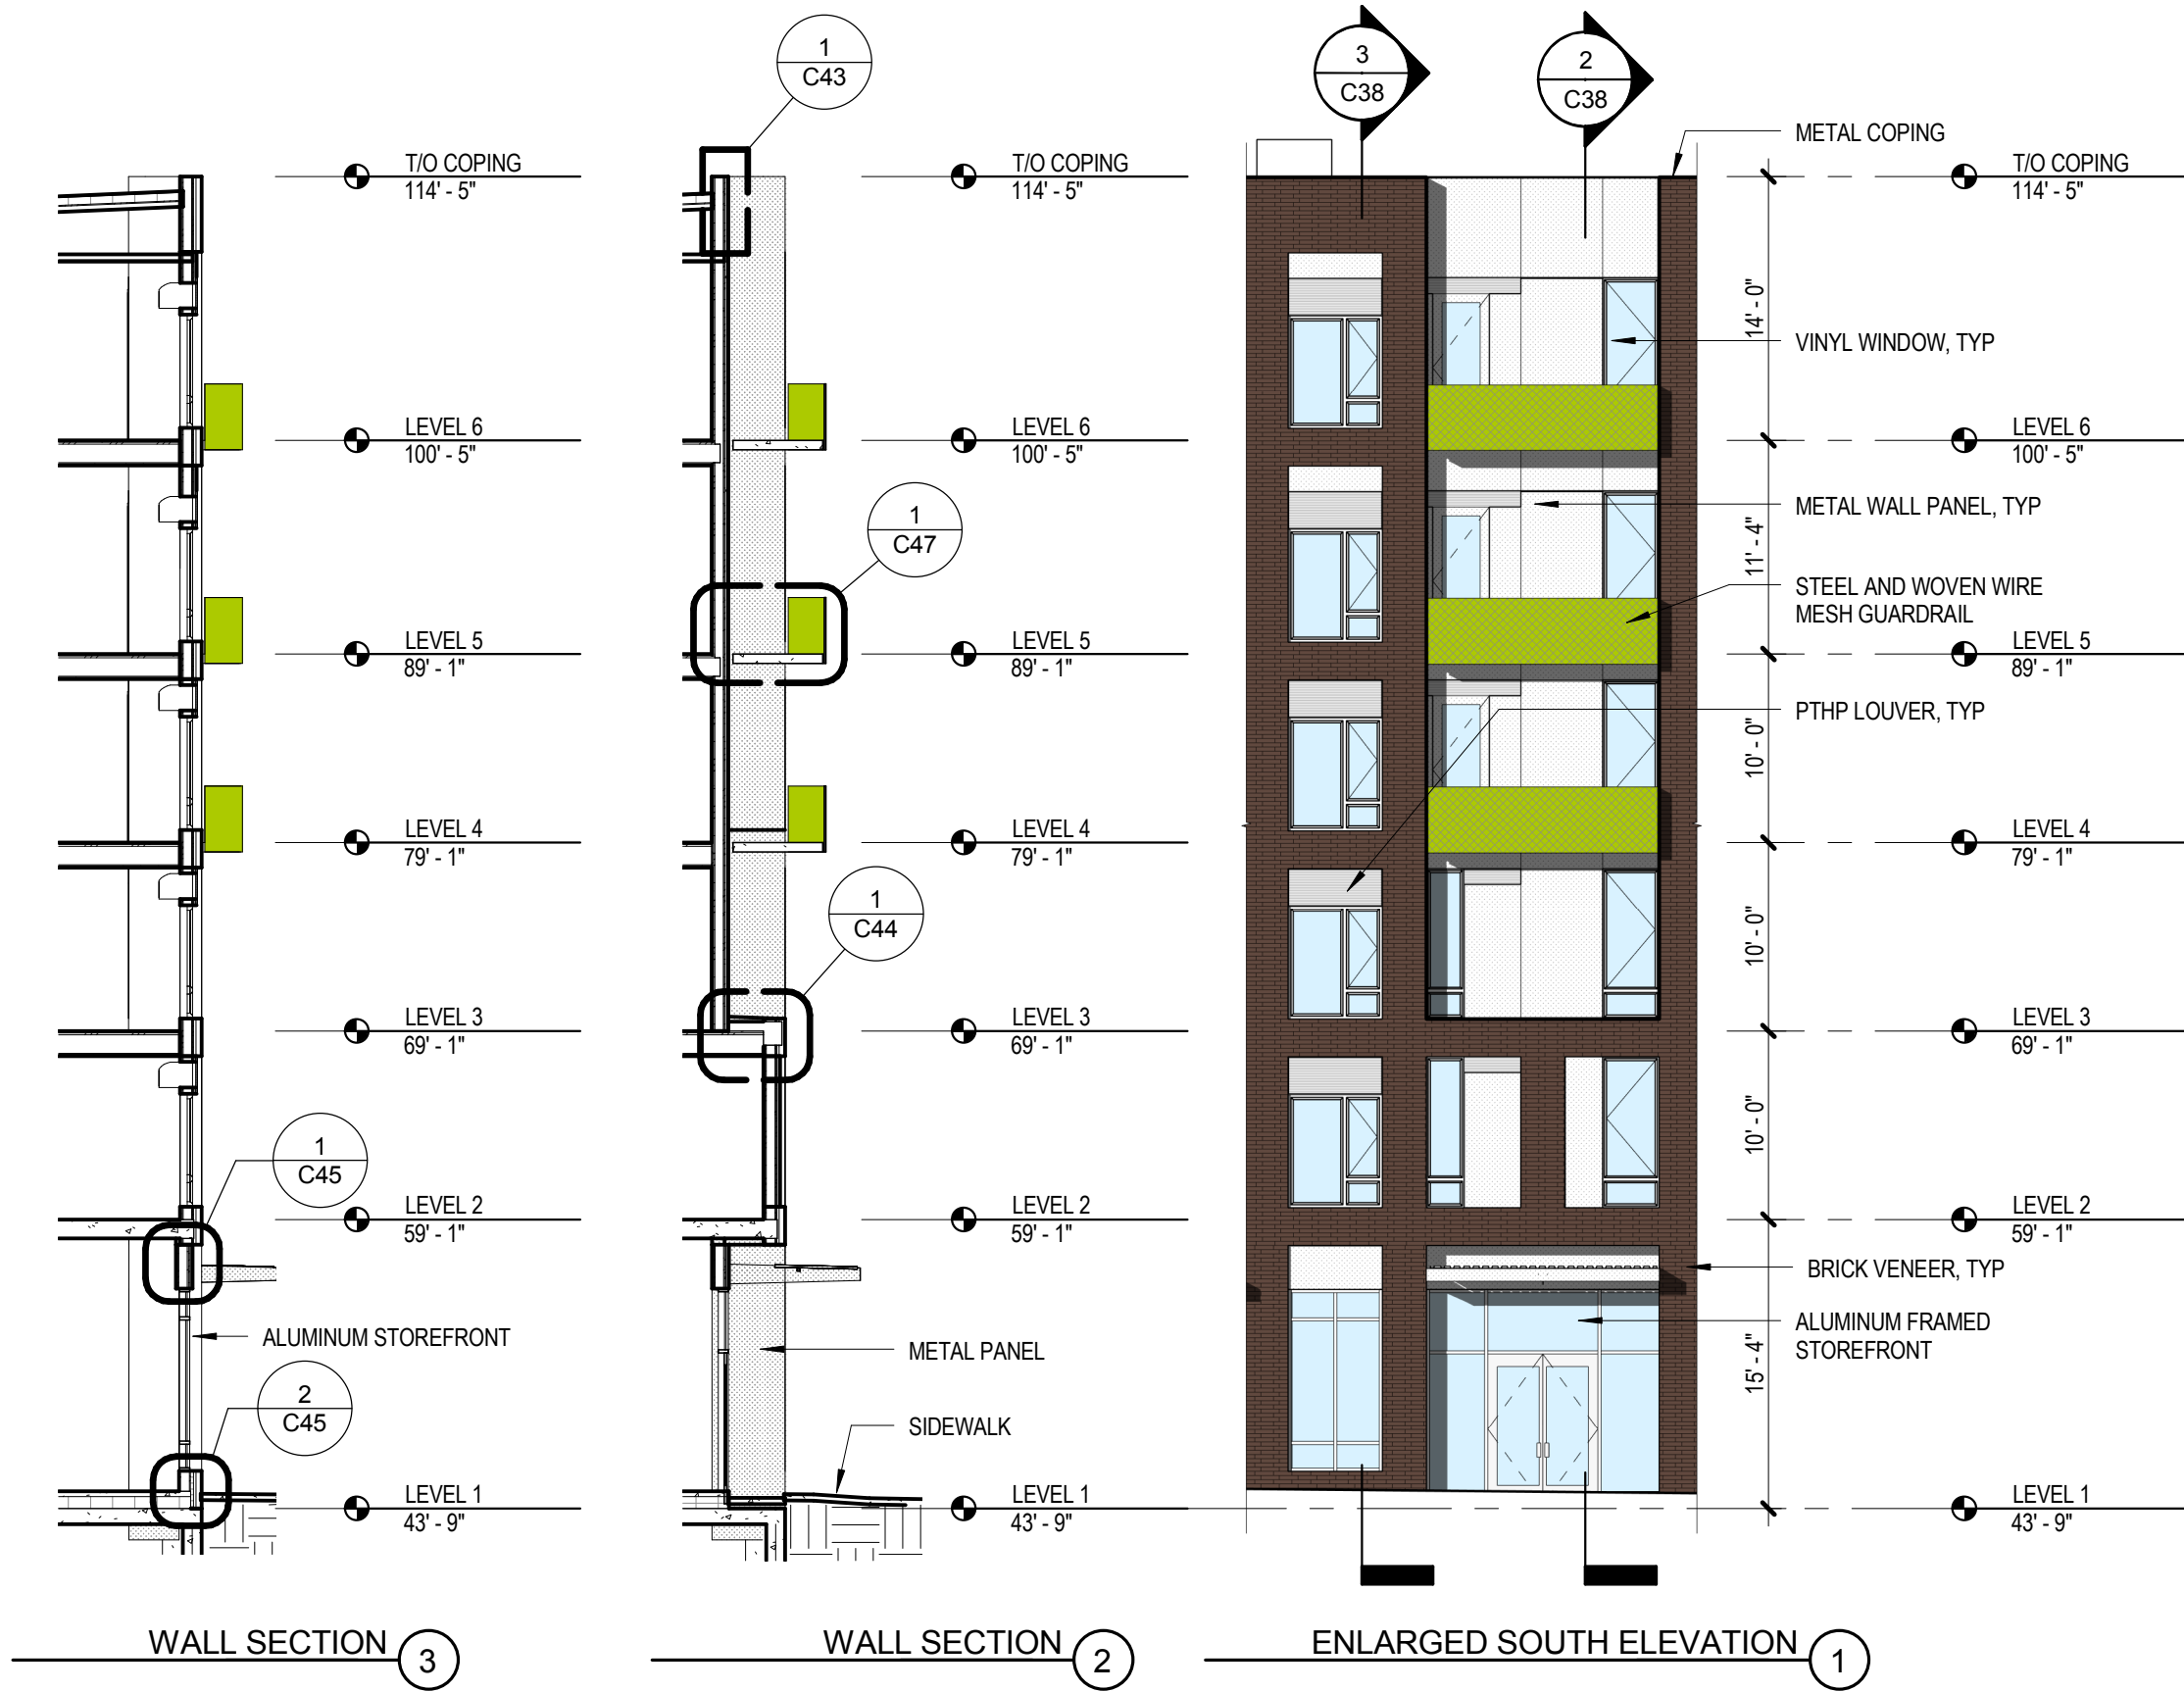 1
C43
T/O COPING
114' - 5"
LEVEL 6
100' - 5"
LEVEL 5
89' - 1"
LEVEL 4
79' - 1"
LEVEL 3
69' - 1"
1
C45
LEVEL 2
59' - 1"
ALUMINUM STOREFRONT
2
C45
LEVEL 1
43' - 9"
WALL SECTION
3
T/O COPING
114' - 5"
LEVEL 6
100' - 5"
1
C47
LEVEL 5
89' - 1"
LEVEL 4
79' - 1"
1
C44
LEVEL 3
69' - 1"
LEVEL 2
59' - 1"
METAL PANEL
SIDEWALK
LEVEL 1
43' - 9"
WALL SECTION
2
3
C38
2
C38
METAL COPING
T/O COPING
114' - 5"
14' - 0"
VINYL WINDOW, TYP
LEVEL 6
100' - 5"
METAL WALL PANEL, TYP
11' - 4"
STEEL AND WOVEN WIRE
MESH GUARDRAIL
LEVEL 5
89' - 1"
PTHP LOUVER, TYP
10' - 0"
LEVEL 4
79' - 1"
10' - 0"
LEVEL 3
69' - 1"
10' - 0"
LEVEL 2
59' - 1"
BRICK VENEER, TYP
ALUMINUM FRAMED
STOREFRONT
15' - 4"
LEVEL 1
43' - 9"
ENLARGED SOUTH ELEVATION
1